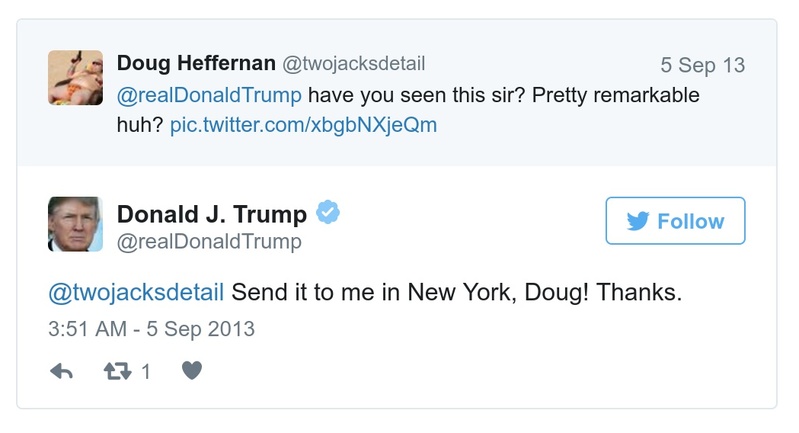 Doug Heffernan @twojacksdetail 5 Sep 13
@realDonaldTrump have you seen this sir? Pretty remarkable
huh? pic.twitter.com/xbgbNXjeQm
Donald J. Trump
@realDonaldTrump
Follow
@twojacksdetail Send it to me in New York, Doug! Thanks.
3:51 AM - 5 Sep 2013
1